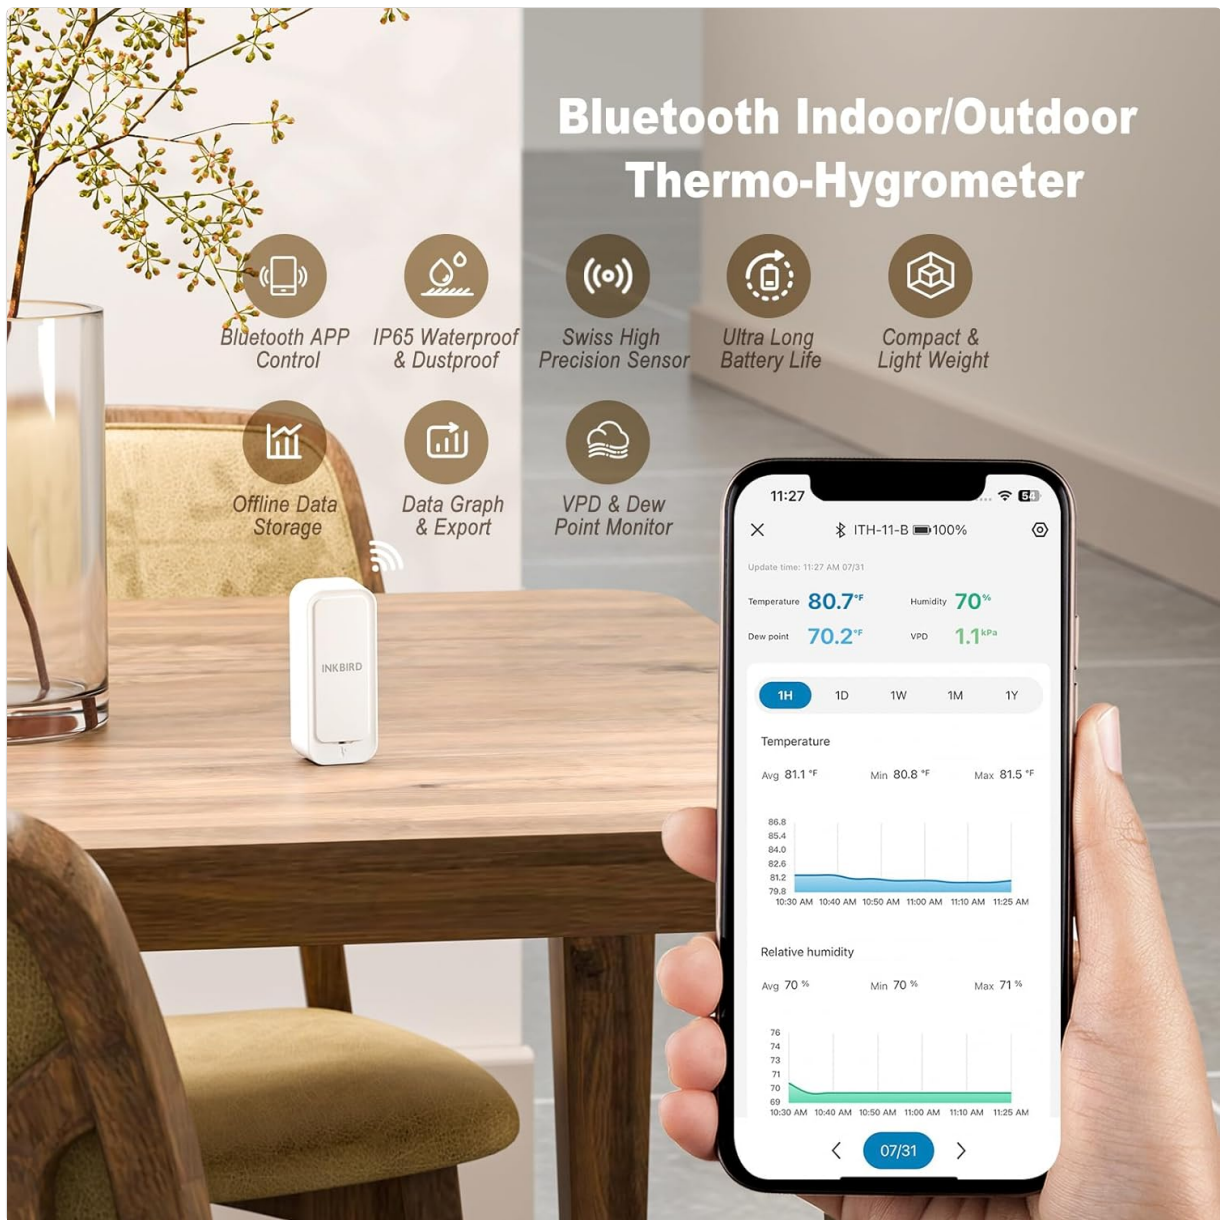 Bluetooth Indoor/Outdoor
Thermo-Hygrometer
Bluetooth APP
Control
IP65 Waterproof
& Dustproof
Swiss High
Precision Sensor
Ultra Long
Battery Life
Compact &
Light Weight
Offline Data
Storage
Data Graph
& Export
VPD & Dew
Point Monitor
INKBIRD
11:27
54
ITH-11-B 100%
Update time: 11:27 AM 07/31
Temperature 80.7°F Humidity 70%
Dew point 70.2°F VPD 1.1kPa
1H 1D 1W 1M 1Y
Temperature
Avg 81.1 °F Min 80.8 °F Max 81.5 °F
86.8
85.4
84.0
82.6
81.2
79.8
10:30 AM 10:40 AM 10:50 AM 11:00 AM 11:10 AM 11:25 AM
Relative humidity
Avg 70 % Min 70 % Max 71 %
76
74
73
71
70
69
10:30 AM 10:40 AM 10:50 AM 11:00 AM 11:10 AM 11:25 AM
07/31